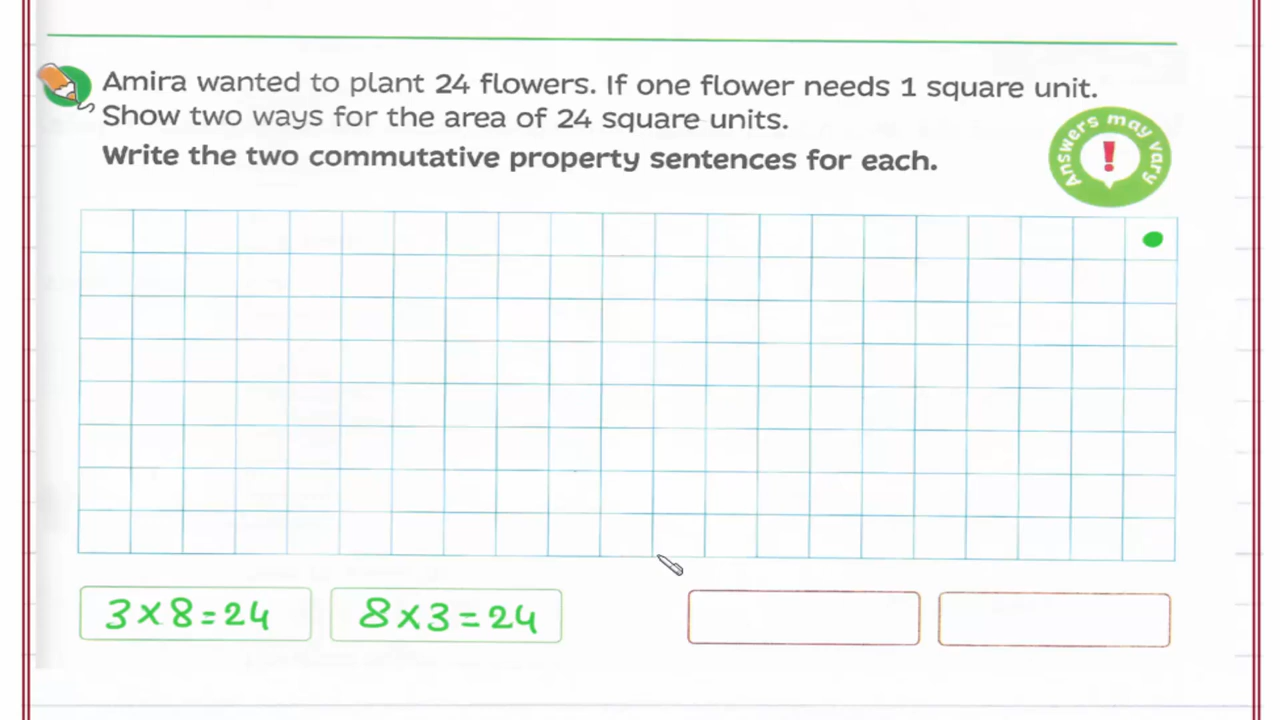 Amira wanted to plant 24 flowers. If one flower needs 1 square unit.
Show two ways for the area of 24 square units.
Write the two commutative property sentences for each.
Answers may vary
!
3×8=24
8×3=24